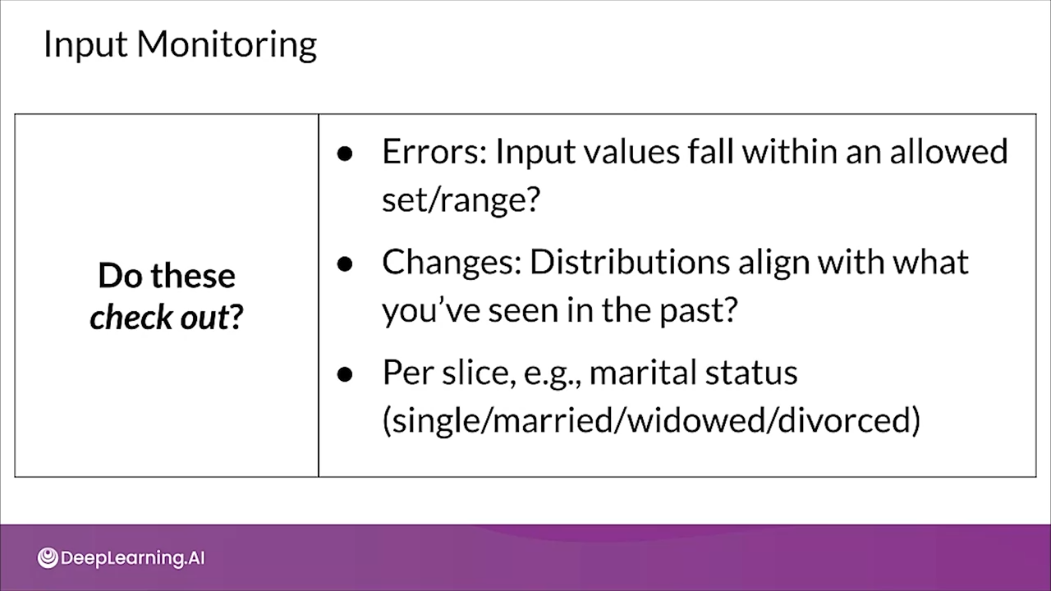 Input Monitoring
Do these
check out?
● Errors: Input values fall within an allowed
set/range?
● Changes: Distributions align with what
you’ve seen in the past?
● Per slice, e.g., marital status
(single/married/widowed/divorced)
DeepLearning.AI